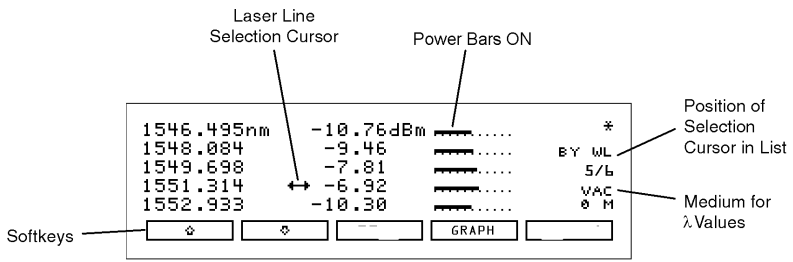 Laser Line
Selection Cursor
Power Bars ON
1546.495nm -10.76dBm *
1548.084 -9.46 BY WL
1549.698 -7.81 5/6
1551.314 -6.92 VAC
1552.933 -10.30 0 M
GRAPH
Position of
Selection
Cursor in List
Medium for
λ Values
Softkeys